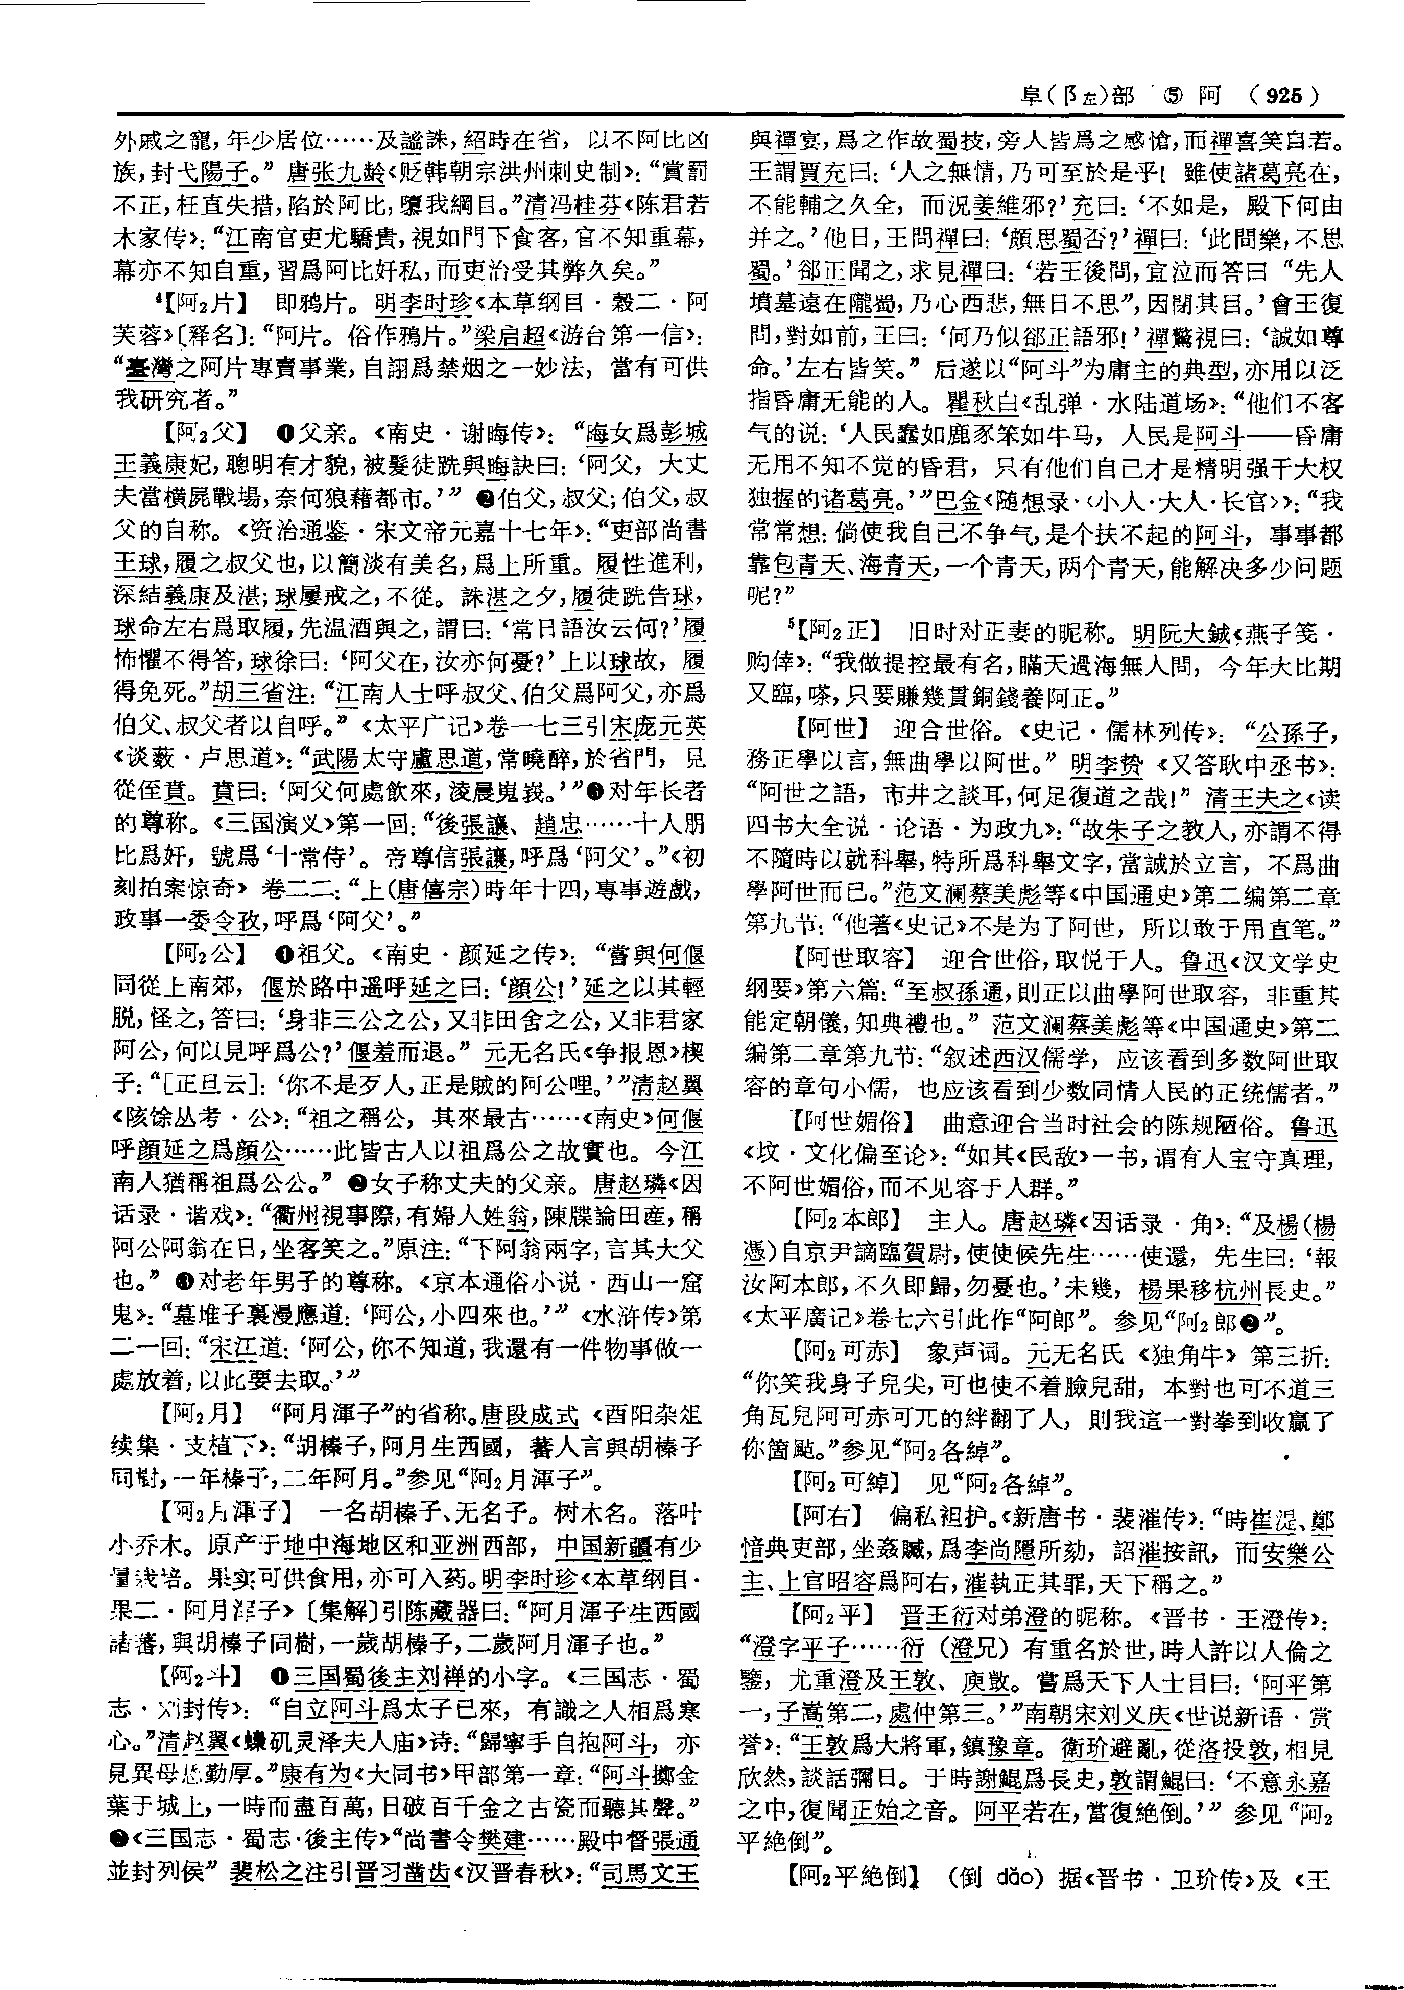 阜(阝左)部 ⑤ 阿 (925)
外戚之寵,年少居位……及謐誅,紹時在省,以不阿比凶
族,封弋陽子。”唐张九龄《贬韩朝宗洪州刺史制》:“賞罰
不正,枉直失措,陷於阿比,隳我綱目。”清冯桂芬《陈君若
木家传》:“江南官吏尤驕貴,視如門下食客,官不知重幕,
幕亦不知自重,習爲阿比奸私,而吏治受其弊久矣。”
⁴【阿₂片】 即鸦片。明李时珍《本草纲目·穀二·阿
芙蓉》〔释名〕:“阿片。俗作鴉片。”梁启超《游台第一信》:
“臺灣之阿片專賣事業,自詡爲禁烟之一妙法,當有可供
我研究者。”
【阿₂父】 ❶父亲。《南史·谢晦传》:“晦女爲彭城
王義康妃,聰明有才貌,被髮徒跣與晦訣曰:‘阿父,大丈
夫當横屍戰場,奈何狼藉都市。’”❷伯父,叔父;伯父,叔
父的自称。《资治通鉴·宋文帝元嘉十七年》:“吏部尚書
王球,履之叔父也,以簡淡有美名,爲上所重。履性進利,
深結義康及湛;球屢戒之,不從。誅湛之夕,履徒跣告球,
球命左右爲取履,先温酒與之,謂曰:‘常日語汝云何?’履
怖懼不得答,球徐曰:‘阿父在,汝亦何憂?’上以球故,履
得免死。”胡三省注:“江南人士呼叔父、伯父爲阿父,亦爲
伯父、叔父者以自呼。”《太平广记》卷一七三引宋庞元英
《谈薮·卢思道》:“武陽太守盧思道,常曉醉,於省門,見
從侄賁。賁曰:‘阿父何處飲來,淩晨嵬峩。’”❸对年长者
的尊称。《三国演义》第一回:“後張讓、趙忠……十人朋
比爲奸,號爲‘十常侍’。帝尊信張讓,呼爲‘阿父’。”《初
刻拍案惊奇》卷二二:“上(唐僖宗)時年十四,專事遊戲,
政事一委令孜,呼爲‘阿父’。”
【阿₂公】 ❶祖父。《南史·颜延之传》:“嘗與何偃
同從上南郊,偃於路中遥呼延之曰:‘顔公!’延之以其輕
脱,怪之,答曰:‘身非三公之公,又非田舍之公,又非君家
阿公,何以見呼爲公?’偃羞而退。”元无名氏《争报恩》楔
子:“[正旦云]:‘你不是歹人,正是賊的阿公哩。’”清赵翼
《陔馀丛考·公》:“祖之稱公,其來最古……《南史》何偃
呼顔延之爲顔公……此皆古人以祖爲公之故實也。今江
南人猶稱祖爲公公。”❷女子称丈夫的父亲。唐赵璘《因
话录·谐戏》:“衢州視事際,有婦人姓翁,陳牒論田産,稱
阿公阿翁在日,坐客笑之。”原注:“下阿翁兩字,言其大父
也。”❸对老年男子的尊称。《京本通俗小说·西山一窟
鬼》:“墓堆子裏漫應道:‘阿公,小四來也。’”《水浒传》第
二一回:“宋江道:‘阿公,你不知道,我還有一件物事做一
處放着,以此要去取。’”
【阿₂月】 “阿月渾子”的省称。唐段成式《酉阳杂俎
续集·支植下》:“胡榛子,阿月生西國,蕃人言與胡榛子
同樹,一年榛子,二年阿月。”参见“阿₂月渾子”。
【阿₂月渾子】 一名胡榛子、无名子。树木名。落叶
小乔木。原产于地中海地区和亚洲西部,中国新疆有少
量栽培。果实可供食用,亦可入药。明李时珍《本草纲目·
果二·阿月渾子》〔集解〕引陈藏器曰:“阿月渾子生西國
諸蕃,與胡榛子同樹,一歲胡榛子,二歲阿月渾子也。”
【阿₂斗】 ❶三国蜀後主刘禅的小字。《三国志·蜀
志·刘封传》:“自立阿斗爲太子已來,有識之人相爲寒
心。”清赵翼《蟂矶灵泽夫人庙》诗:“歸寧手自抱阿斗,亦
見異母恩勤厚。”康有为《大同书》甲部第一章:“阿斗擲金
葉于城上,一時而盡百萬,日破百千金之古瓷而聽其聲。”
❷《三国志·蜀志·後主传》“尚書令樊建……殿中督張通
並封列侯”裴松之注引晋习凿齿《汉晋春秋》:“司馬文王
與禪宴,爲之作故蜀技,旁人皆爲之感愴,而禪喜笑自若。
王謂賈充曰:‘人之無情,乃可至於是乎!雖使諸葛亮在,
不能輔之久全,而況姜維邪?’充曰:‘不如是,殿下何由
并之。’他日,王問禪曰:‘頗思蜀否?’禪曰:‘此間樂,不思
蜀。’郤正聞之,求見禪曰:‘若王後問,宜泣而答曰“先人
墳墓遠在隴蜀,乃心西悲,無日不思”,因閉其目。’會王復
問,對如前,王曰:‘何乃似郤正語邪!’禪驚視曰:‘誠如尊
命。’左右皆笑。”后遂以“阿斗”为庸主的典型,亦用以泛
指昏庸无能的人。瞿秋白《乱弹·水陆道场》:“他们不客
气的说:‘人民蠢如鹿豕笨如牛马,人民是阿斗——昏庸
无用不知不觉的昏君,只有他们自己才是精明强干大权
独握的诸葛亮。’”巴金《随想录·〈小人·大人·长官〉》:“我
常常想:倘使我自己不争气,是个扶不起的阿斗,事事都
靠包青天、海青天,一个青天,两个青天,能解决多少问题
呢?”
⁵【阿₂正】 旧时对正妻的昵称。明阮大铖《燕子笺·
购倖》:“我做提控最有名,瞞天過海無人問,今年大比期
又臨,嗏,只要賺幾貫銅錢養阿正。”
【阿世】 迎合世俗。《史记·儒林列传》:“公孫子,
務正學以言,無曲學以阿世。”明李贽《又答耿中丞书》:
“阿世之語,市井之談耳,何足復道之哉!”清王夫之《读
四书大全说·论语·为政九》:“故朱子之教人,亦謂不得
不隨時以就科舉,特所爲科舉文字,當誠於立言,不爲曲
學阿世而已。”范文澜蔡美彪等《中国通史》第二编第二章
第九节:“他著《史记》不是为了阿世,所以敢于用直笔。”
【阿世取容】 迎合世俗,取悦于人。鲁迅《汉文学史
纲要》第六篇:“至叔孫通,則正以曲學阿世取容,非重其
能定朝儀,知典禮也。”范文澜蔡美彪等《中国通史》第二
编第二章第九节:“叙述西汉儒学,应该看到多数阿世取
容的章句小儒,也应该看到少数同情人民的正统儒者。”
【阿世媚俗】 曲意迎合当时社会的陈规陋俗。鲁迅
《坟·文化偏至论》:“如其《民敌》一书,谓有人宝守真理,
不阿世媚俗,而不见容于人群。”
【阿₂本郎】 主人。唐赵璘《因话录·角》:“及楊(楊
憑)自京尹謫臨賀尉,使使候先生……使還,先生曰:‘報
汝阿本郎,不久即歸,勿憂也。’未幾,楊果移杭州長史。”
《太平廣记》卷七六引此作“阿郎”。参见“阿₂郎❷”。
【阿₂可赤】 象声词。元无名氏《独角牛》第三折:
“你笑我身子兒尖,可也使不着臉兒甜,本對也可不道三
角瓦兒阿可赤可兀的絆翻了人,則我這一對拳到收贏了
你箇䫻。”参见“阿₂各綽”。
【阿₂可綽】 见“阿₂各綽”。
【阿右】 偏私袒护。《新唐书·裴漼传》:“時崔湜、鄭
愔典吏部,坐姦贓,爲李尚隱所劾,詔漼按訊,而安樂公
主、上官昭容爲阿右,漼執正其罪,天下稱之。”
【阿₂平】 晋王衍对弟澄的昵称。《晋书·王澄传》:
“澄字平子……衍(澄兄)有重名於世,時人許以人倫之
鑒,尤重澄及王敦、庾敳。嘗爲天下人士目曰:‘阿平第
一,子嵩第二,處仲第三。’”南朝宋刘义庆《世说新语·赏
誉》:“王敦爲大將軍,鎮豫章。衛玠避亂,從洛投敦,相見
欣然,談話彌日。于時謝鯤爲長史,敦謂鯤曰:‘不意永嘉
之中,復聞正始之音。阿平若在,當復絶倒。’”参见“阿₂
平絶倒”。
【阿₂平絶倒】 (倒 dǎo)据《晋书·卫玠传》及《王